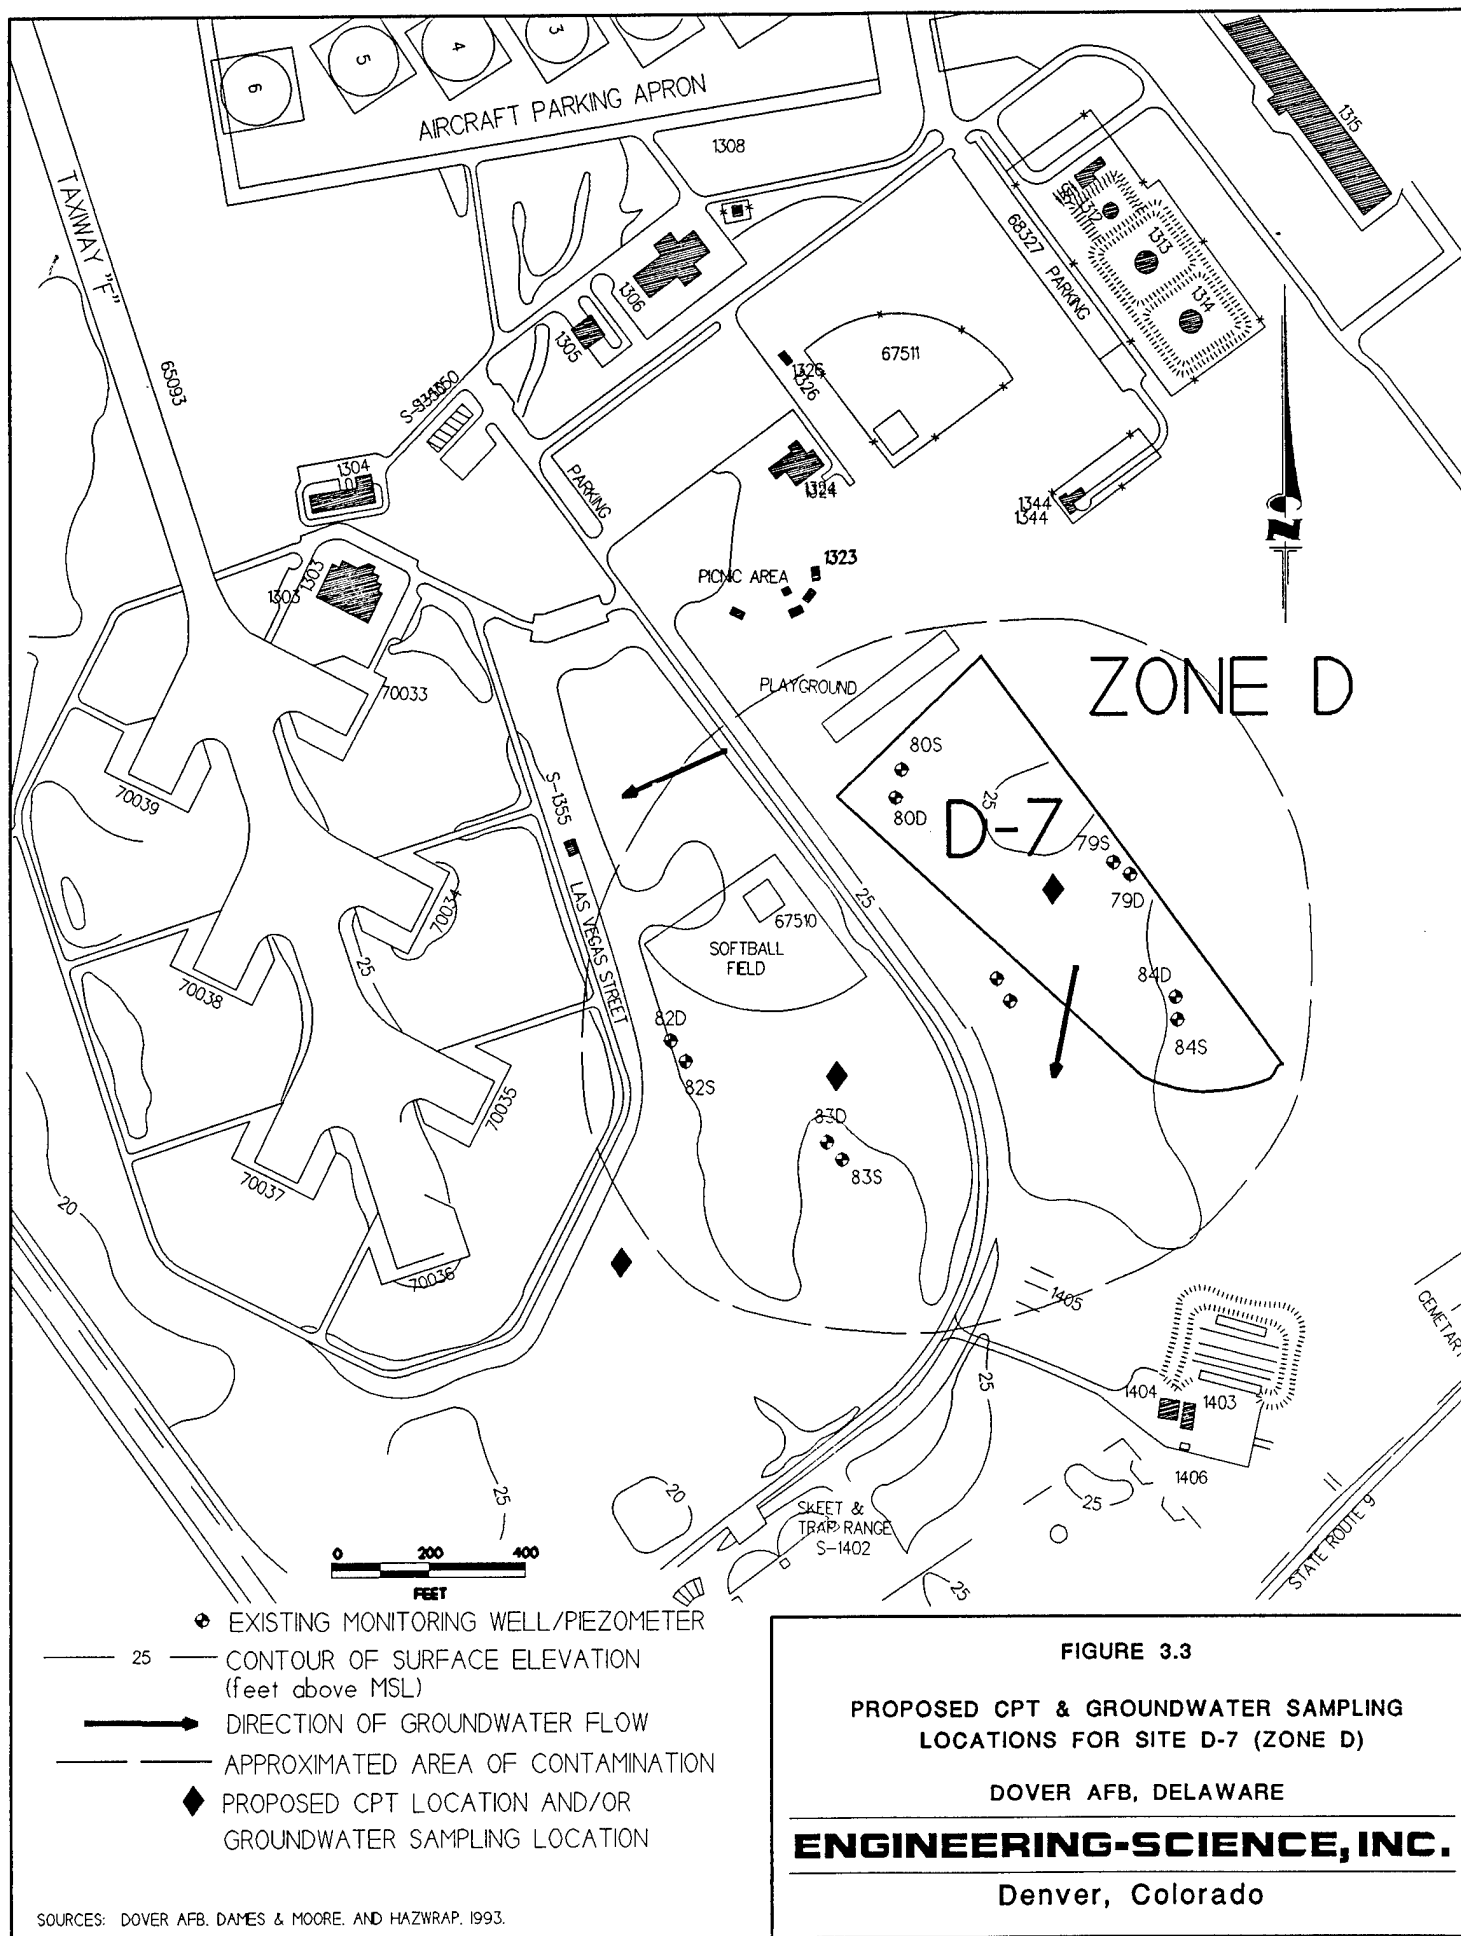 6
5
4
3
AIRCRAFT PARKING APRON
1308
1315
TAXIWAY "F"
65093
1312
1313
1314
68327 PARKING
1306
1305
67511
1326
1326
1304
PARKING
1324
1344
1344
1303
1303
PICNIC AREA
1323
ZONE D
PLAYGROUND
70033
70039
S-1355
80S
80D
25
D-7
79S
79D
25
70034
LAS VEGAS STREET
67510
SOFTBALL
FIELD
25
70038
84D
84S
82D
82S
83D
83S
70035
70037
20
70036
1405
CEMETARY
25
1404
1403
1406
25
25
20
SKEET &
TRAP RANGE
S-1402
25
STATE ROUTE 9
0 200 400
FEET
EXISTING MONITORING WELL/PIEZOMETER
25 CONTOUR OF SURFACE ELEVATION
(feet above MSL)
DIRECTION OF GROUNDWATER FLOW
APPROXIMATED AREA OF CONTAMINATION
PROPOSED CPT LOCATION AND/OR
GROUNDWATER SAMPLING LOCATION
SOURCES: DOVER AFB, DAMES & MOORE, AND HAZWRAP, 1993.
FIGURE 3.3
PROPOSED CPT & GROUNDWATER SAMPLING
LOCATIONS FOR SITE D-7 (ZONE D)
DOVER AFB, DELAWARE
ENGINEERING-SCIENCE, INC.
Denver, Colorado